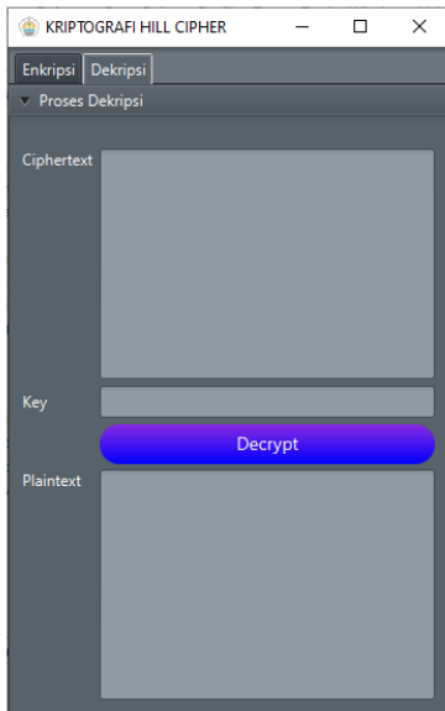 KRIPTOGRAFI HILL CIPHER
Enkripsi Dekripsi
Proses Dekripsi
Ciphertext
Key
Decrypt
Plaintext